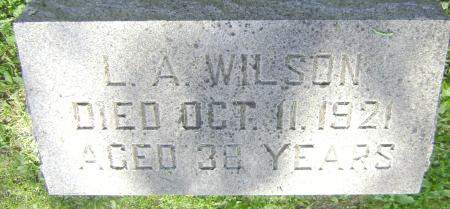 L. A. WILSON
DIED OCT. 11, 1921
AGED 38 YEARS